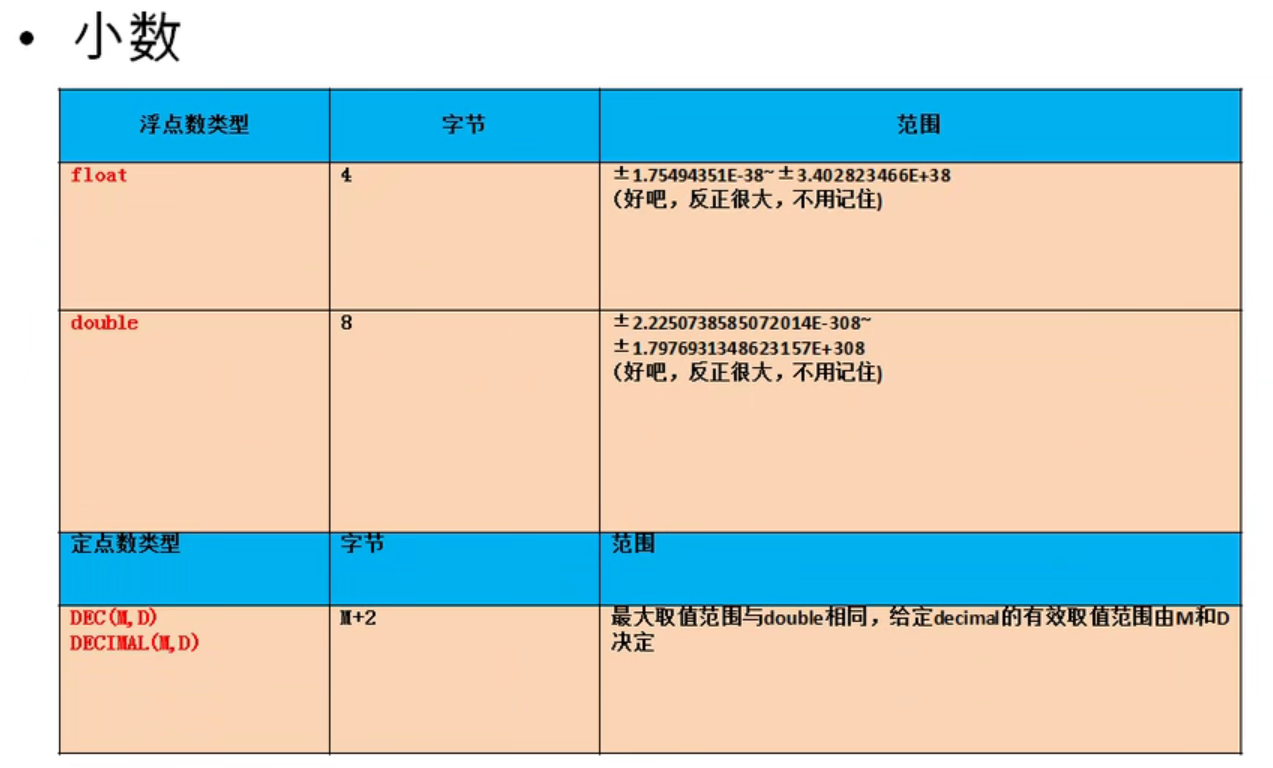 • 小数
浮点数类型 字节 范围
float 4 ±1.75494351E-38~±3.402823466E+38
(好吧，反正很大，不用记住)
double 8 ±2.2250738585072014E-308~
±1.7976931348623157E+308
(好吧，反正很大，不用记住)
定点数类型 字节 范围
DEC(M,D) M+2 最大取值范围与double相同，给定decimal的有效取值范围由M和D
DECIMAL(M,D) 决定